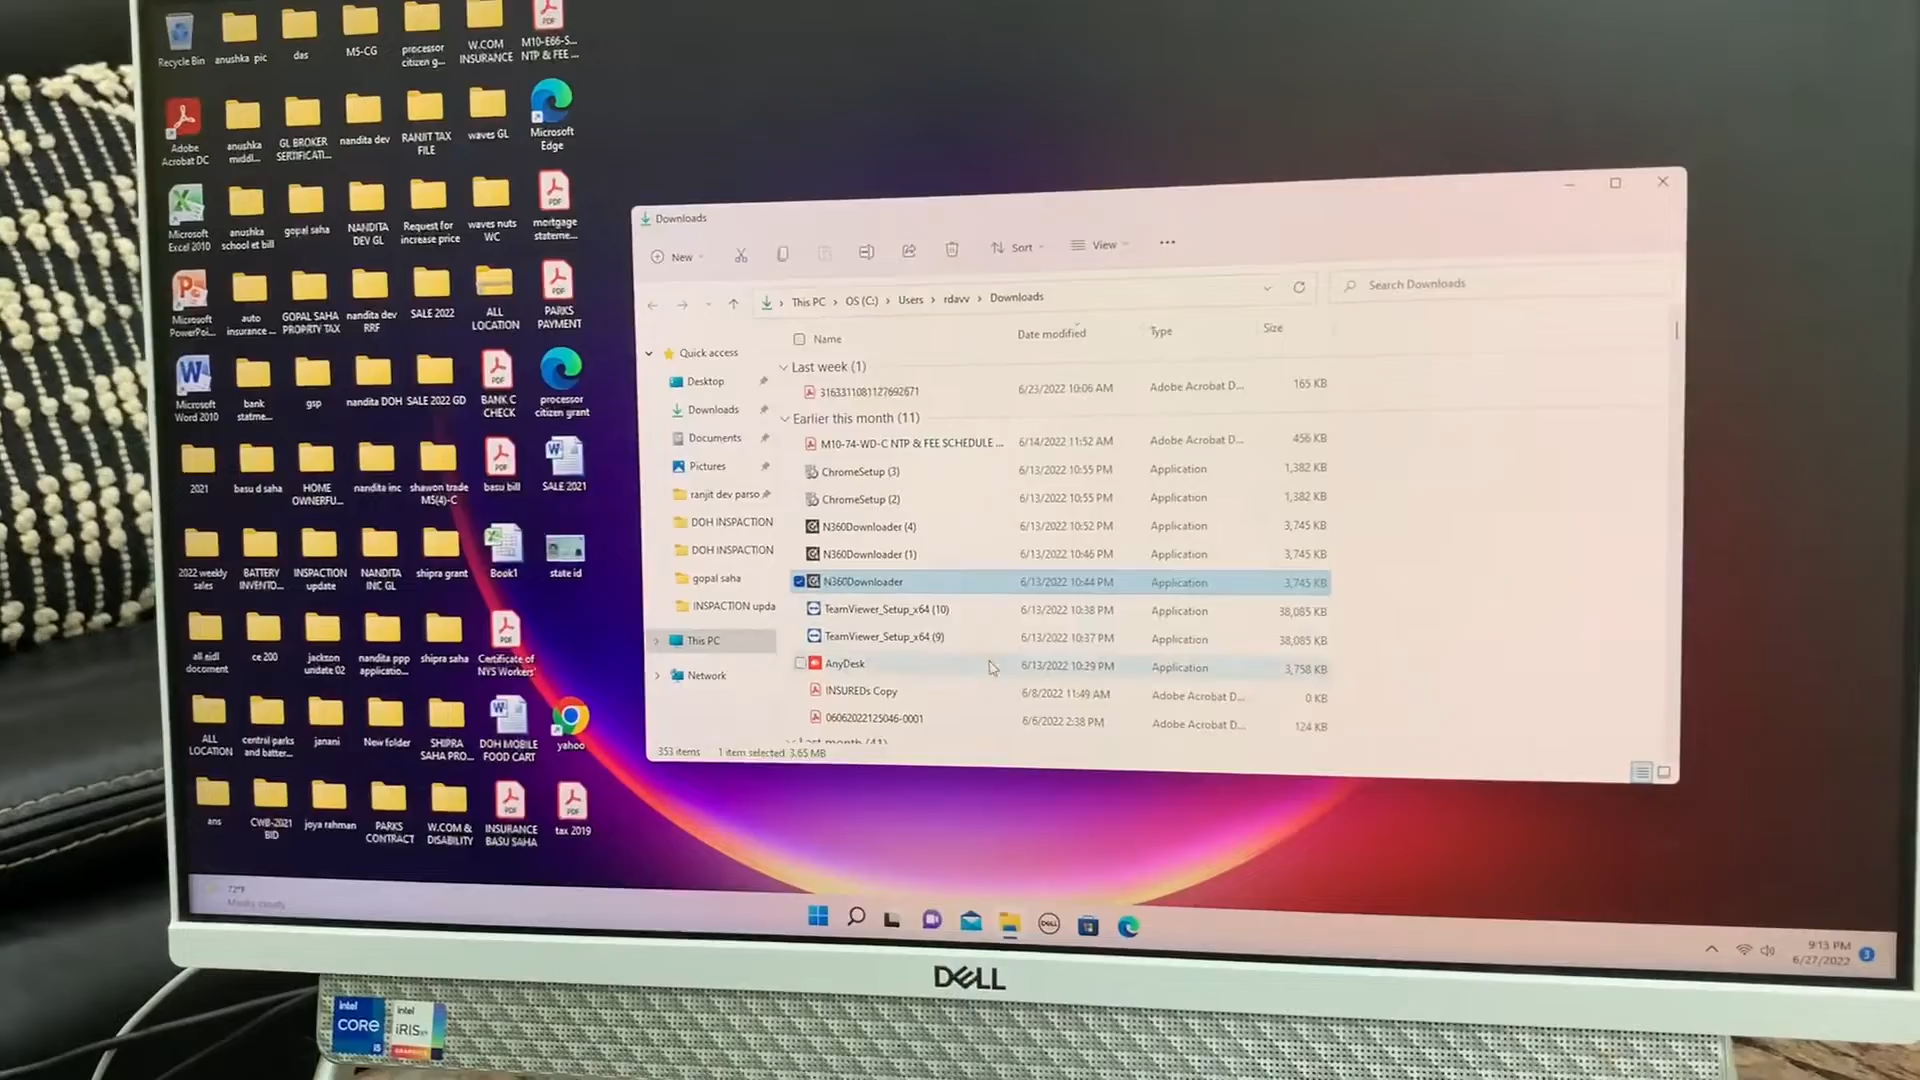 Recycle Bin
anushka pic
das
M5-CG
processor
citizen g...
W.COM
INSURANCE
M10-E66-S...
NTP & FEE ...
Adobe
Acrobat DC
anushka
middl...
GL BROKER
SERTIFICATI...
nandita dev
RANJIT TAX
FILE
waves GL
Microsoft
Edge
Microsoft
Excel 2010
anushka
school et bill
gopal saha
NANDITA
DEV GL
Request for
increase price
waves nuts
WC
mortgage
stateme...
Microsoft
PowerPoi...
auto
insurance ...
GOPAL SAHA
PROPRTY TAX
nandita dev
RRF
SALE 2022
ALL
LOCATION
PARKS
PAYMENT
Microsoft
Word 2010
bank
statme...
gsp
nandita DOH
SALE 2022 GD
BANK C
CHECK
processor
citizen grant
2021
basu d saha
HOME
OWNERFU...
nandita inc
shawon trade
M5(4)-C
basu bill
SALE 2021
2022 weekly
sales
BATTERY
INVENTO...
INSPACTION
update
NANDITA
INC GL
shipra grant
Book1
state id
all eidl
document
ce 200
jackson
unidate 02
nandita ppp
applicatio...
shipra saha
Certificate of
NYS Workers'
ALL
LOCATION
central parks
and batter...
janani
New folder
SHIPRA
SAHA PRO...
DOH MOBILE
FOOD CART
yahoo
ans
CWB-2021
BID
joya rahman
PARKS
CONTRACT
W.COM &
DISABILITY
INSURANCE
BASU SAHA
tax 2019
Downloads
New
Sort
View
This PC > OS (C:) > Users > rdavv > Downloads
Search Downloads
Name Date modified Type Size
Quick access
Desktop
Downloads
Documents
Pictures
ranjit dev parso
DOH INSPACTION
DOH INSPACTION
gopal saha
INSPACTION upda
This PC
Network
Last week (1)
3163311081127692671 6/23/2022 10:06 AM Adobe Acrobat D... 165 KB
Earlier this month (11)
M10-74-WD-C NTP & FEE SCHEDULE ... 6/14/2022 11:52 AM Adobe Acrobat D... 456 KB
ChromeSetup (3) 6/13/2022 10:55 PM Application 1,382 KB
ChromeSetup (2) 6/13/2022 10:55 PM Application 1,382 KB
N360Downloader (4) 6/13/2022 10:52 PM Application 3,745 KB
N360Downloader (1) 6/13/2022 10:46 PM Application 3,745 KB
N360Downloader 6/13/2022 10:44 PM Application 3,745 KB
TeamViewer_Setup_x64 (10) 6/13/2022 10:38 PM Application 38,085 KB
TeamViewer_Setup_x64 (9) 6/13/2022 10:37 PM Application 38,085 KB
AnyDesk 6/13/2022 10:29 PM Application 3,758 KB
INSUREDs Copy 6/8/2022 11:49 AM Adobe Acrobat D... 0 KB
06062022125046-0001 6/6/2022 2:38 PM Adobe Acrobat D... 124 KB
Last month (41)
353 items 1 item selected 3.65 MB
72°F
Mostly cloudy
9:13 PM
6/27/2022
3
DELL
intel
CORE
i5
intel
iRIS xe
GRAPHICS